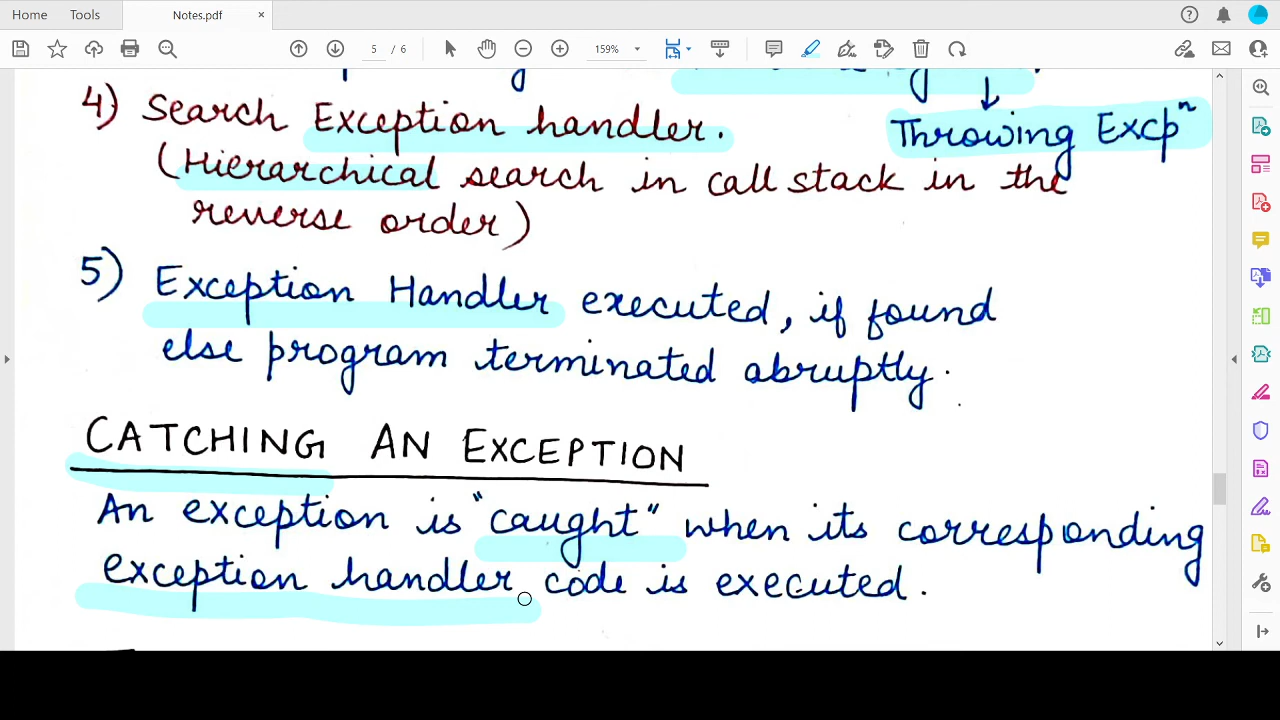 Home Tools Notes.pdf ×
5 / 6 159%
4) Search Exception handler.
Throwing Excpⁿ
(Hierarchical search in call stack in the
reverse order)
5) Exception Handler executed, if found
else program terminated abruptly.
CATCHING AN EXCEPTION
An exception is "caught" when its corresponding
exception handler code is executed.